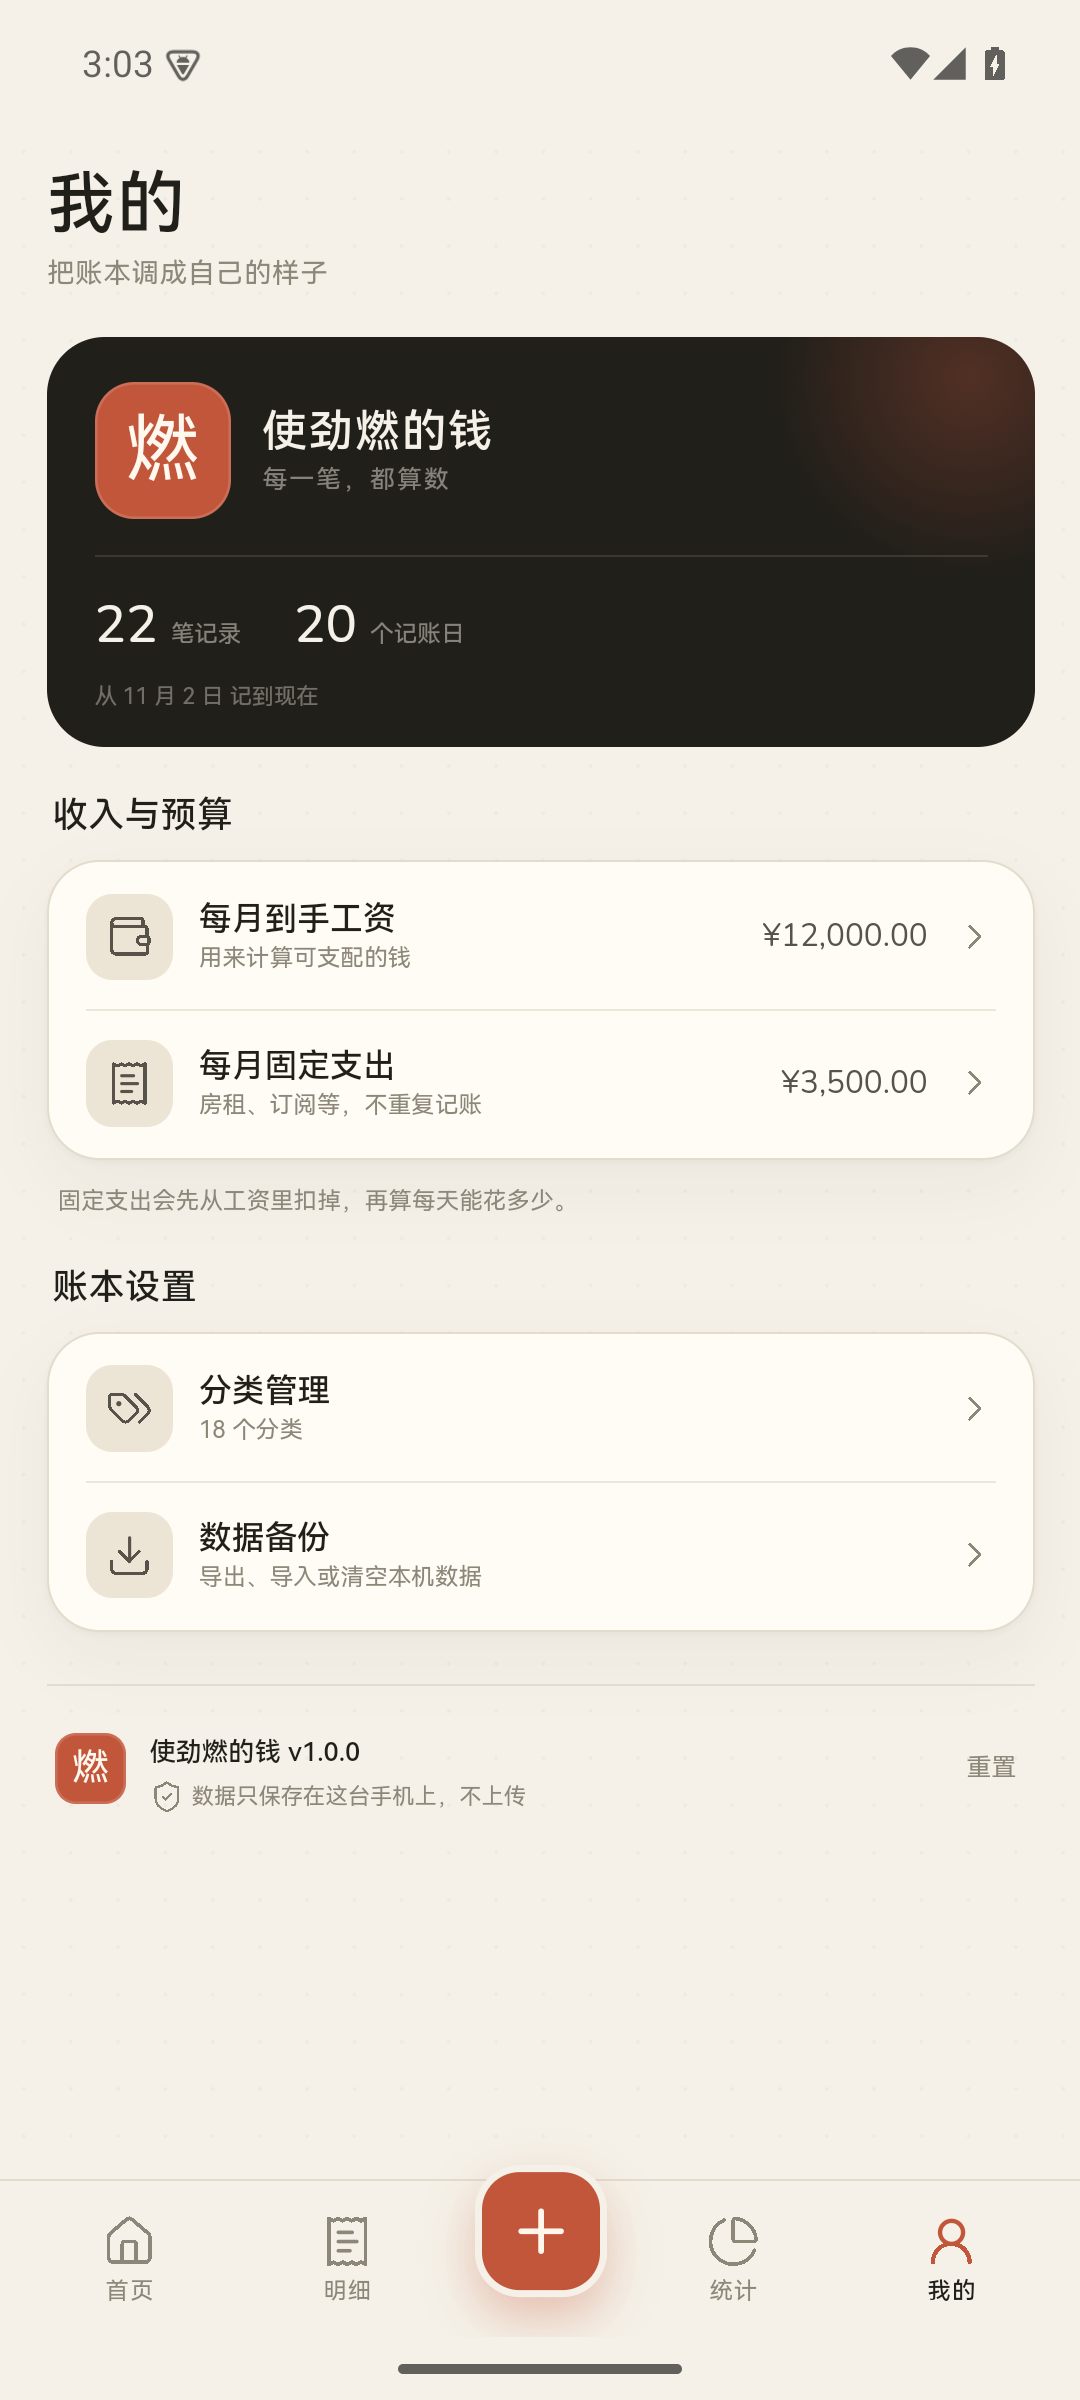 3:03
我的
把账本调成自己的样子
燃
使劲燃的钱
每一笔，都算数
22 笔记录 20 个记账日
从 11 月 2 日 记到现在
收入与预算
每月到手工资
用来计算可支配的钱
¥12,000.00
每月固定支出
房租、订阅等，不重复记账
¥3,500.00
固定支出会先从工资里扣掉，再算每天能花多少。
账本设置
分类管理
18 个分类
数据备份
导出、导入或清空本机数据
燃
使劲燃的钱 v1.0.0
数据只保存在这台手机上，不上传
重置
首页
明细
统计
我的